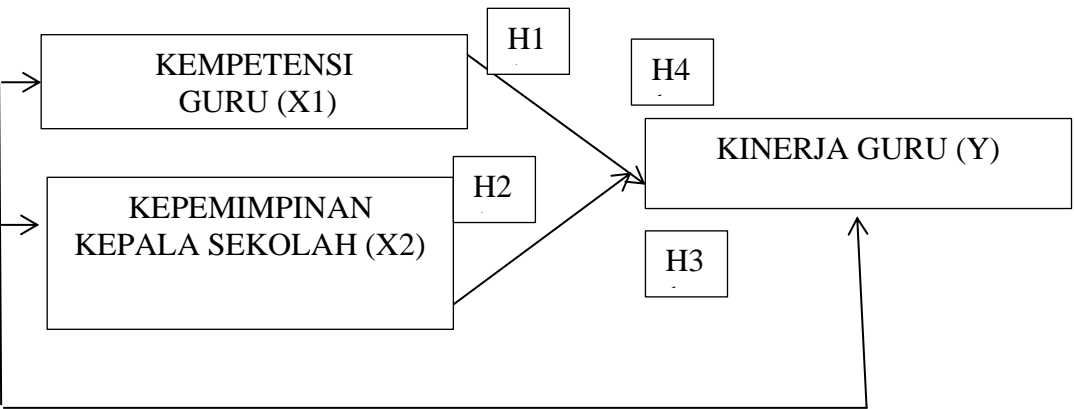 H1
KEMPETENSI
GURU (X1)
H4
KINERJA GURU (Y)
H2
KEPEMIMPINAN
KEPALA SEKOLAH (X2)
H3